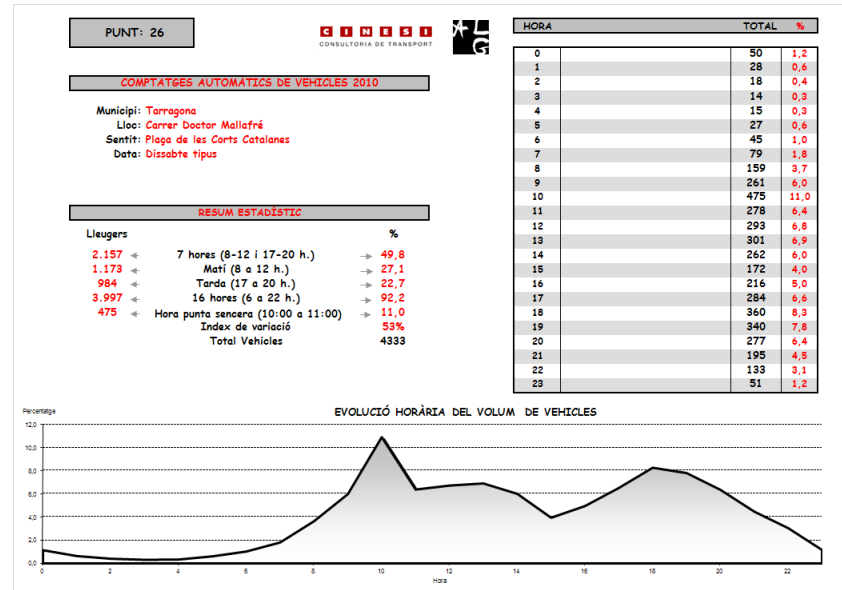 PUNT: 26
CINESI
CONSULTORIA DE TRANSPORT
ALG
COMPTATGES AUTOMÀTICS DE VEHICLES 2010
Municipi: Tarragona
Lloc: Carrer Doctor Mallafré
Sentit: Plaça de les Corts Catalanes
Data: Dissabte tipus
RESUM ESTADÍSTIC
Lleugers %
2.157 7 hores (8-12 i 17-20 h.) 49,8
1.173 Matí (8 a 12 h.) 27,1
984 Tarda (17 a 20 h.) 22,7
3.997 16 hores (6 a 22 h.) 92,2
475 Hora punta sencera (10:00 a 11:00) 11,0
Index de variació 53%
Total Vehicles 4333
HORA TOTAL %
0 50 1,2
1 28 0,6
2 18 0,4
3 14 0,3
4 15 0,3
5 27 0,6
6 45 1,0
7 79 1,8
8 159 3,7
9 261 6,0
10 475 11,0
11 278 6,4
12 293 6,8
13 301 6,9
14 262 6,0
15 172 4,0
16 216 5,0
17 284 6,6
18 360 8,3
19 340 7,8
20 277 6,4
21 195 4,5
22 133 3,1
23 51 1,2
Percentatge
EVOLUCIÓ HORÀRIA DEL VOLUM DE VEHICLES
12,0
10,0
8,0
6,0
4,0
2,0
0,0
0 2 4 6 8 10 12 14 16 18 20 22
Hora